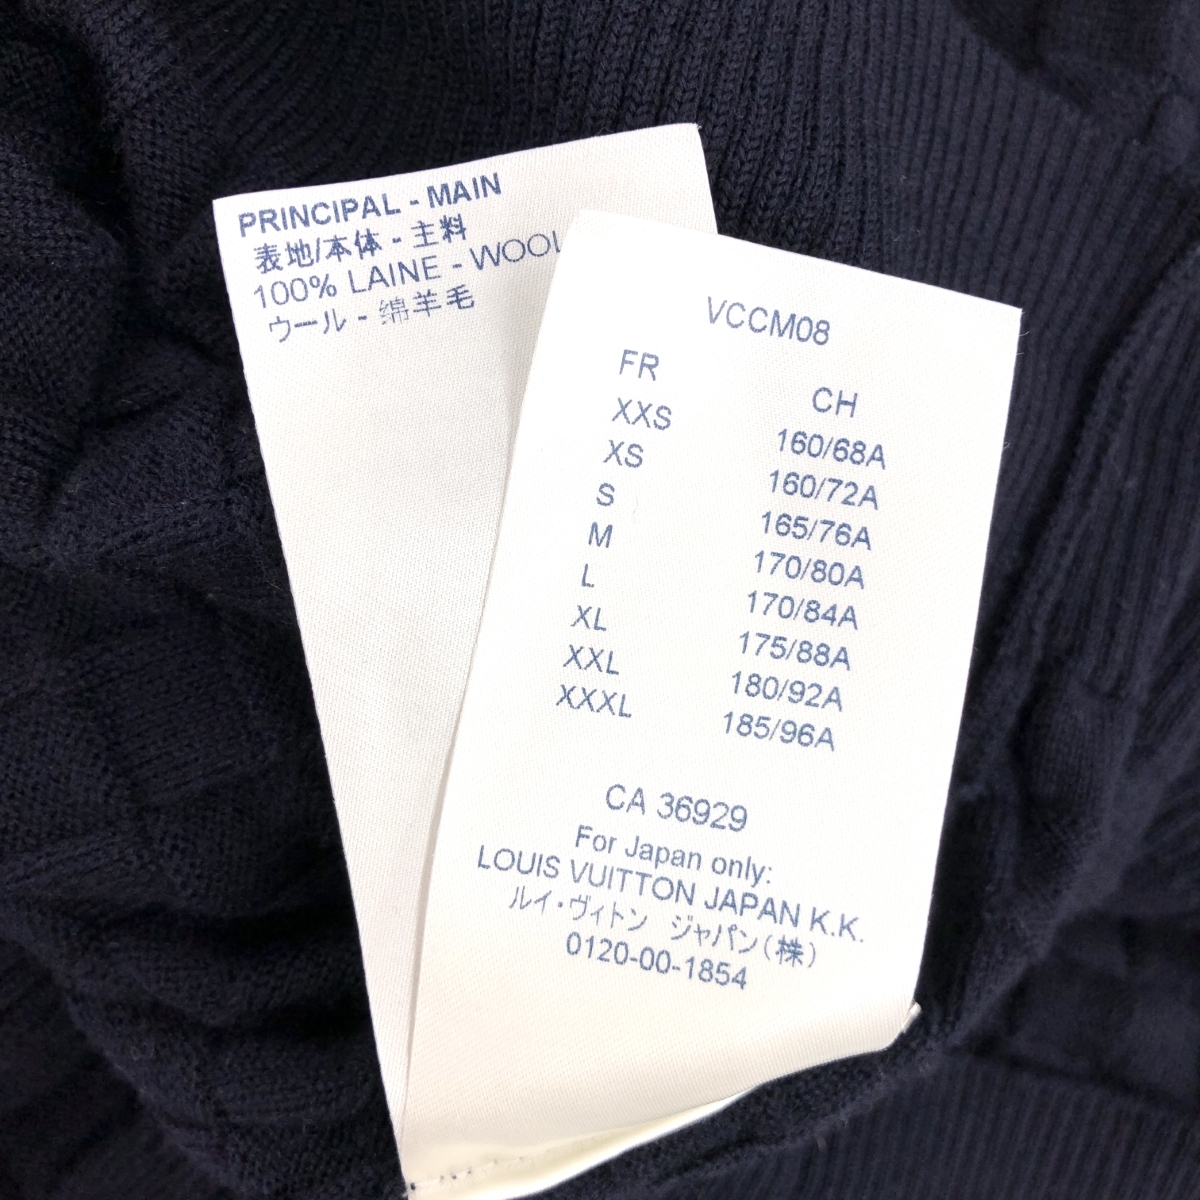 PRINCIPAL - MAIN
表地/本体 - 主料
100% LAINE - WOOL
ウール - 绵羊毛
VCCM08
FR CH
XXS 160/68A
XS 160/72A
S 165/76A
M 170/80A
L 170/84A
XL 175/88A
XXL 180/92A
XXXL 185/96A
CA 36929
For Japan only:
LOUIS VUITTON JAPAN K.K.
ルイ・ヴィトン ジャパン(株)
0120-00-1854